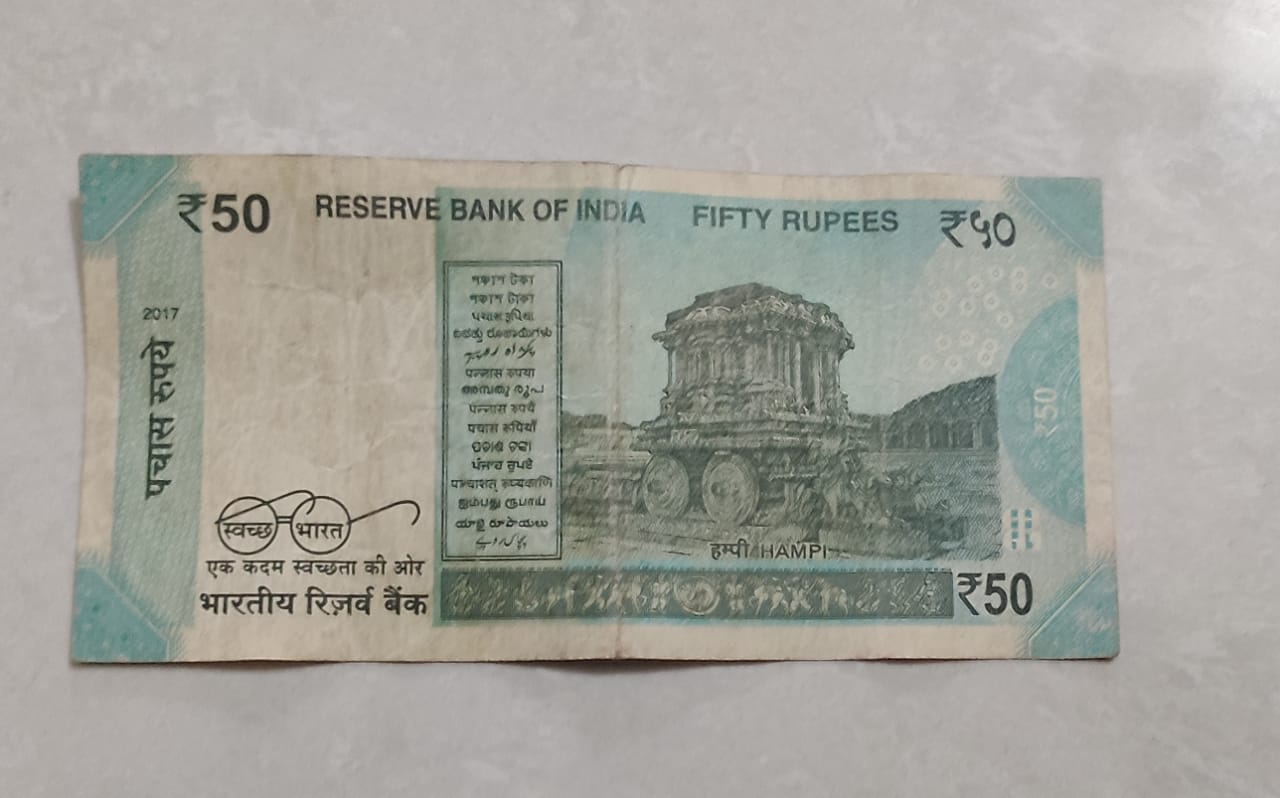 ₹50 RESERVE BANK OF INDIA FIFTY RUPEES ₹५०
2017
पचास रुपये
পঞ্চাশ টকা
পঞ্চাশ টাকা
પચાસ રૂપિયા
ಐವತ್ತು ರೂಪಾಯಿಗಳು
पन्नास रुपया
അമ്പതു രൂപ
पन्नास रुपये
पचास रुपियाँ
ପଚାଶ ଟଙ୍କା
ਪੰਜਾਹ ਰੁਪਏ
पञ्चाशत् रूप्यकाणि
ஐம்பது ரூபாய்
యాభై రూపాయలు
₹50
स्वच्छ भारत
एक कदम स्वच्छता की ओर
भारतीय रिज़र्व बैंक
हम्पी HAMPI
₹50